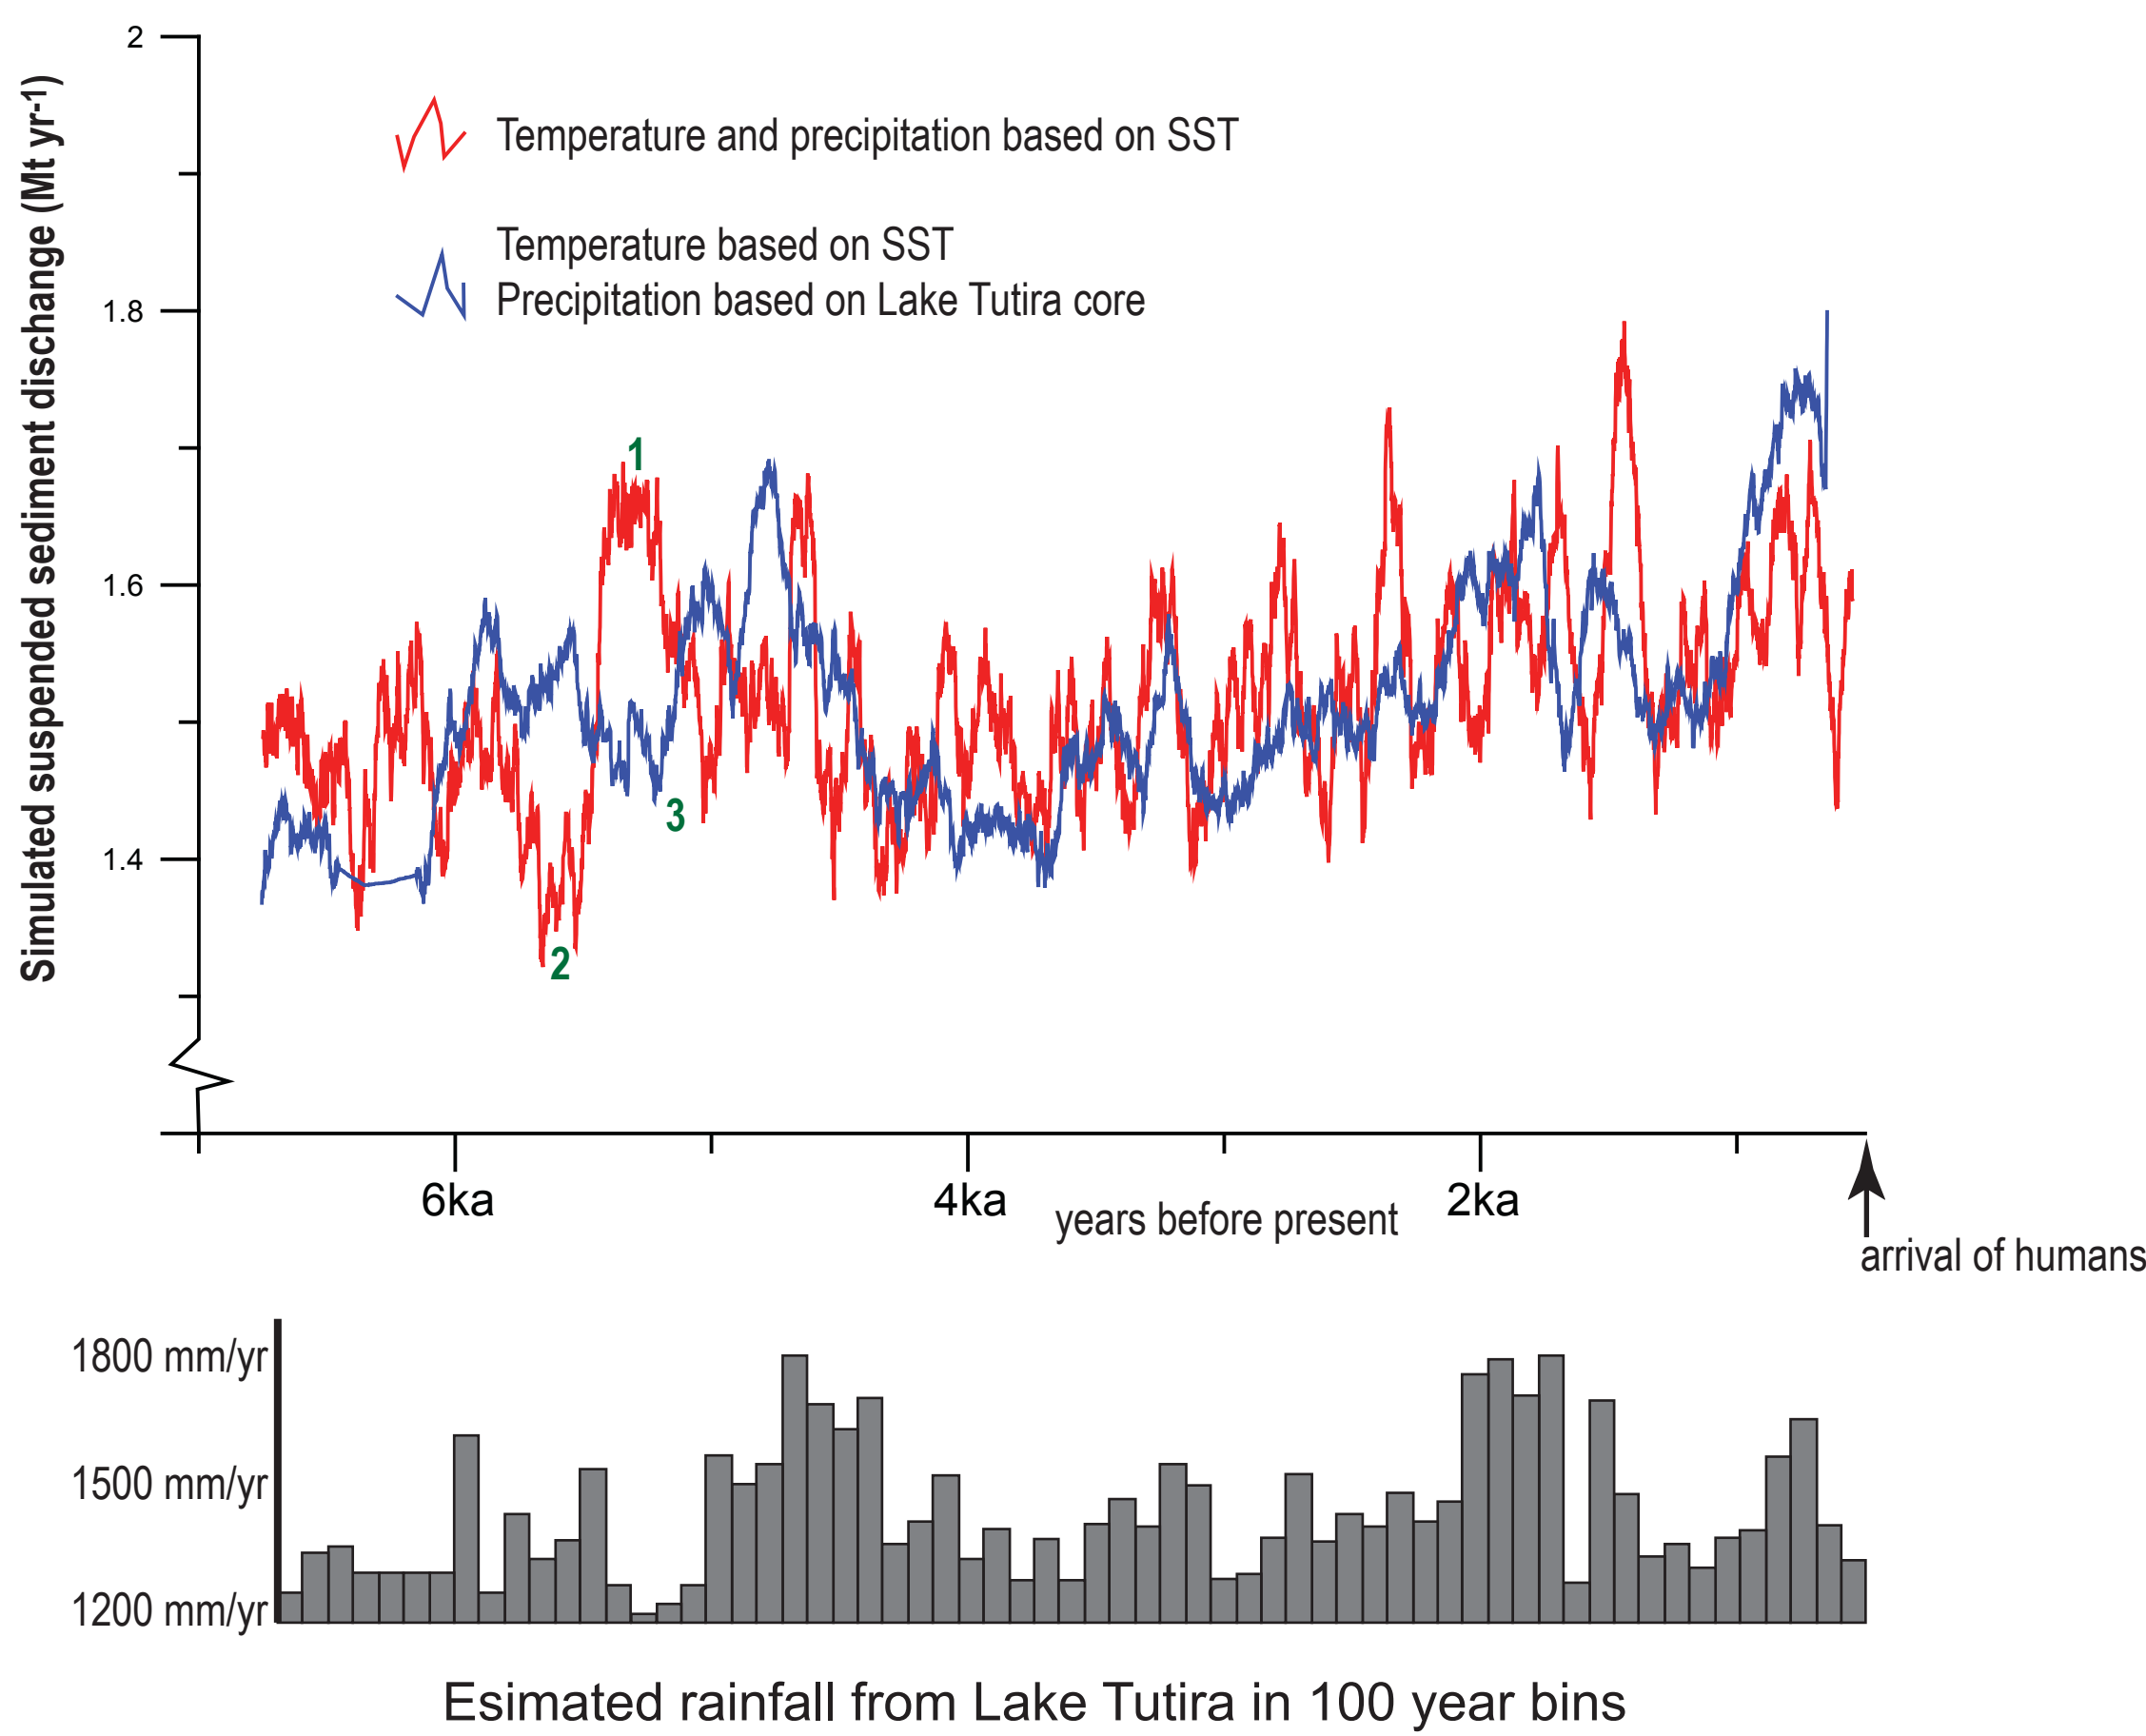 Simulated suspended sediment dischange (Mt yr-1)
2
1.8
1.6
1.4
Temperature and precipitation based on SST
Temperature based on SST
Precipitation based on Lake Tutira core
1
2
3
6ka
4ka
years before present
2ka
arrival of humans
1800 mm/yr
1500 mm/yr
1200 mm/yr
Esimated rainfall from Lake Tutira in 100 year bins